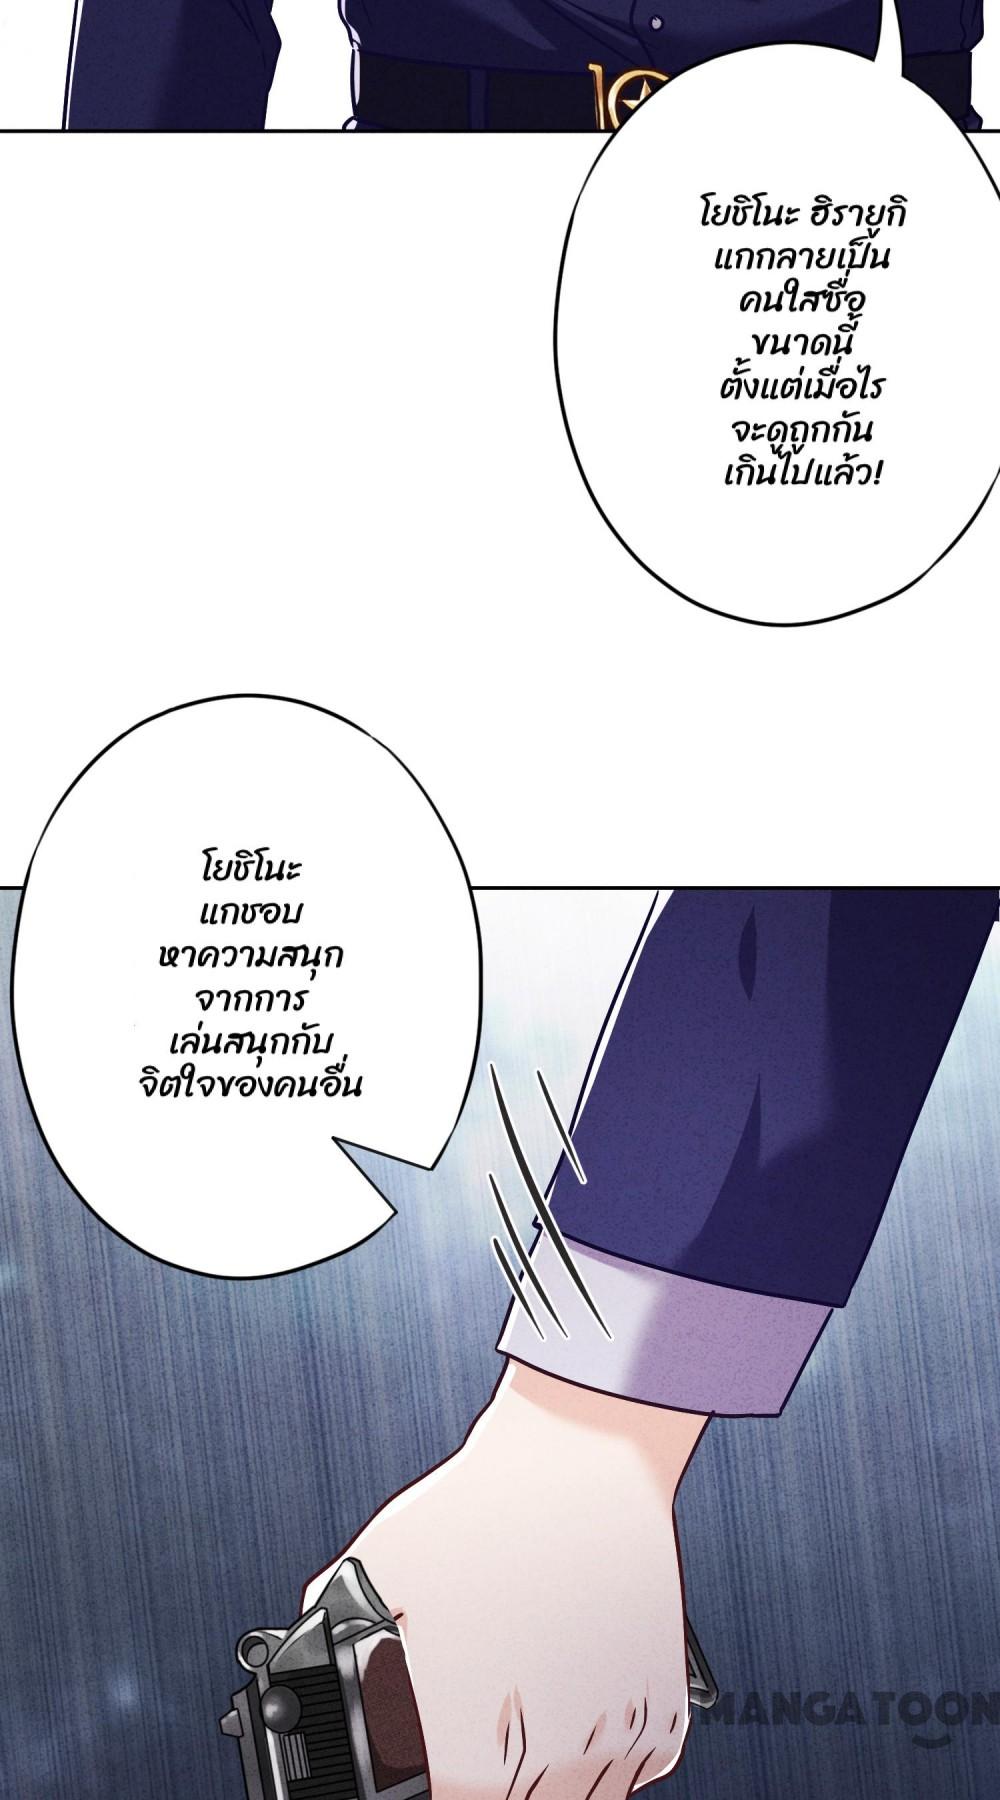 โยชิโนะ ฮิรายูกิ
แกกลายเป็น
คนใสซื่อ
ขนาดนี้
ตั้งแต่เมื่อไร
จะดูถูกกัน
เกินไปแล้ว!
โยชิโนะ
แกชอบ
หาความสนุก
จากการ
เล่นสนุกกับ
จิตใจของคนอื่น
MANGA TOON